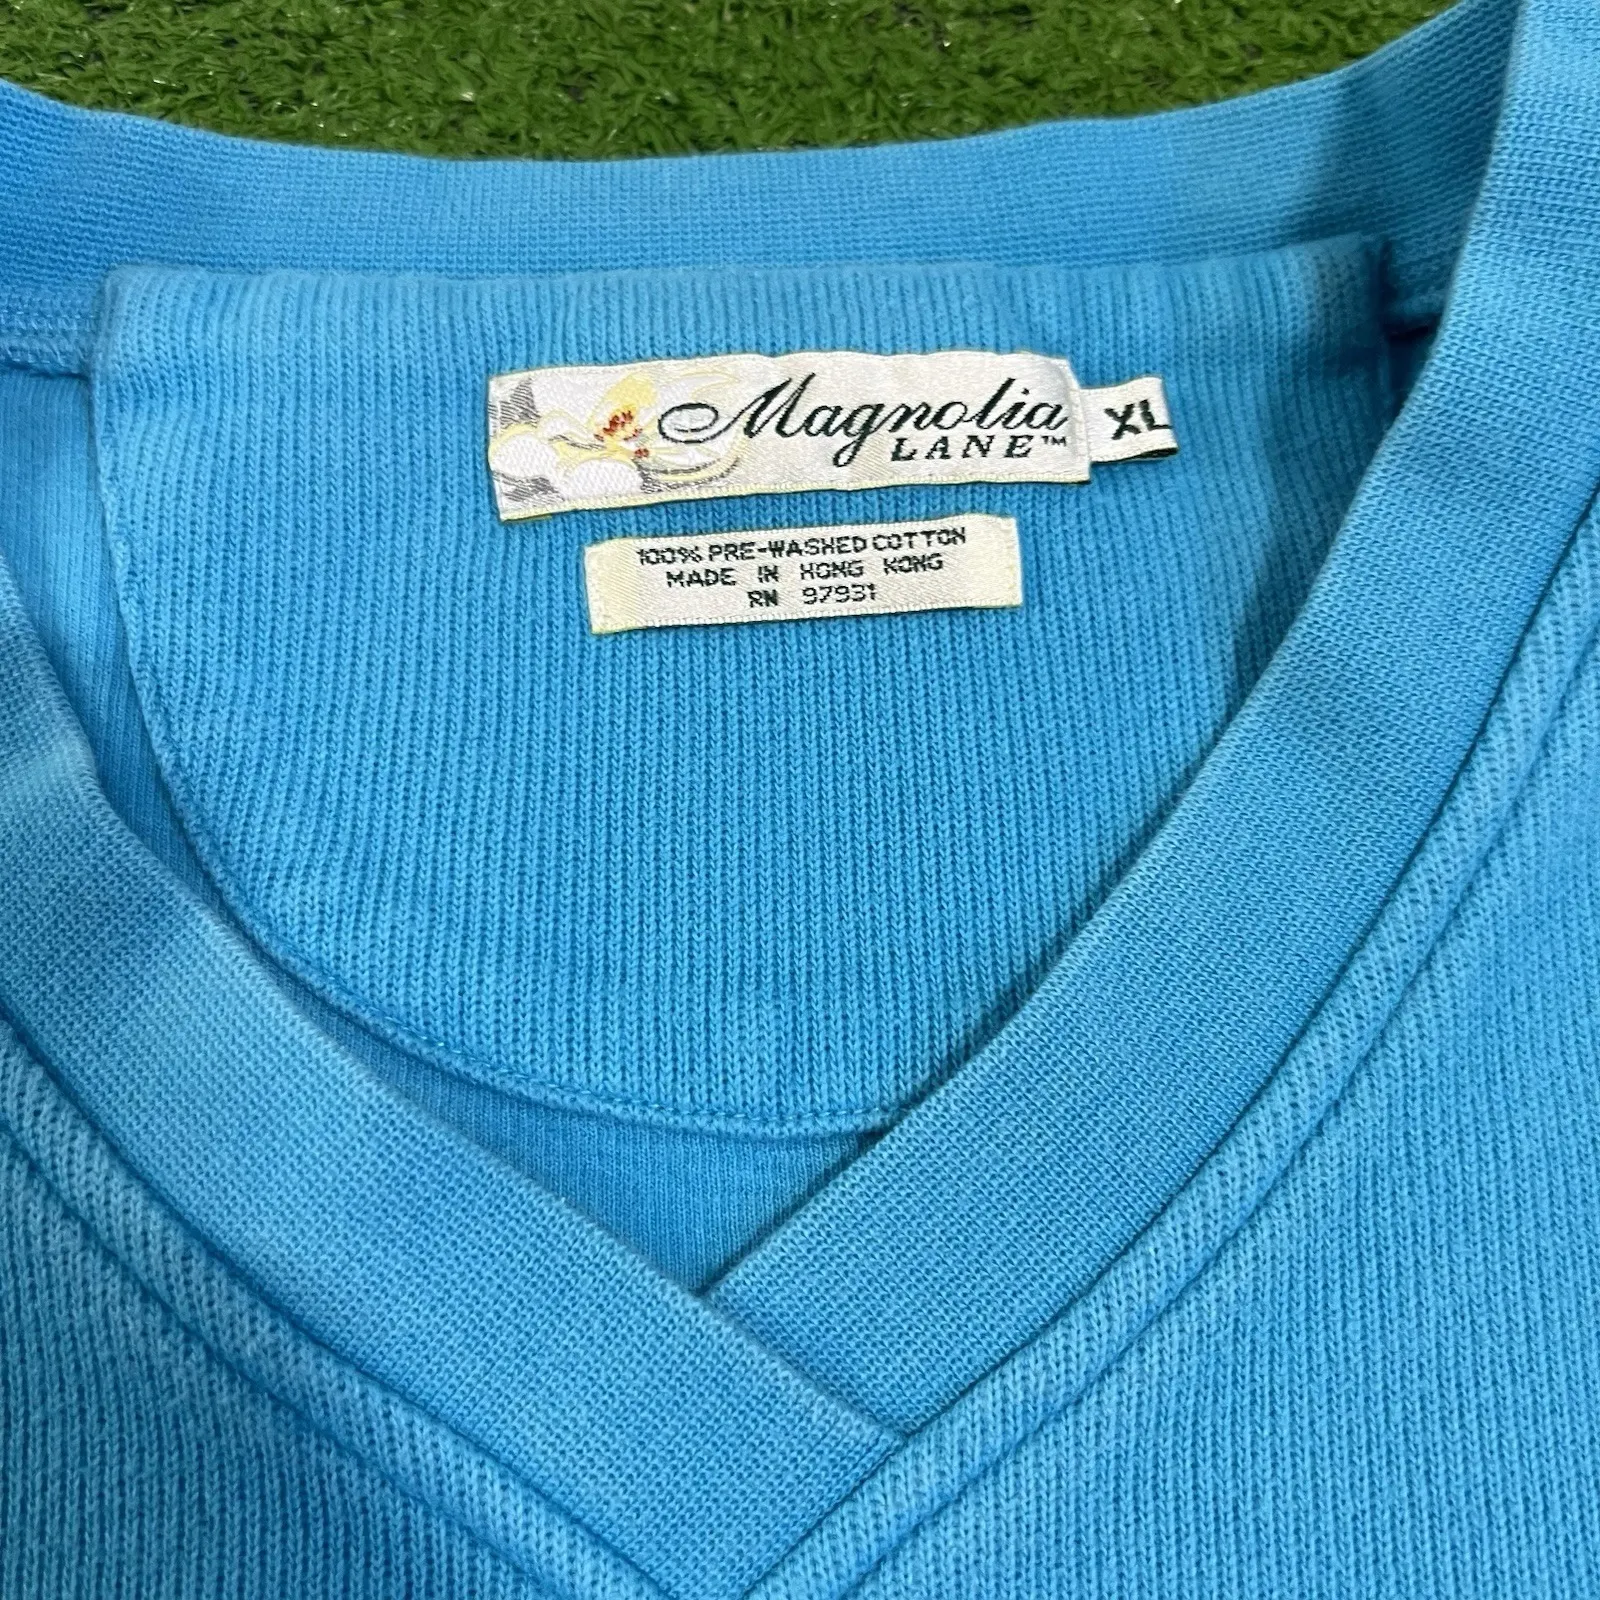 Magnolia
LANE™
XL
100% PRE-WASHED COTTON
MADE IN HONG KONG
RN 97931